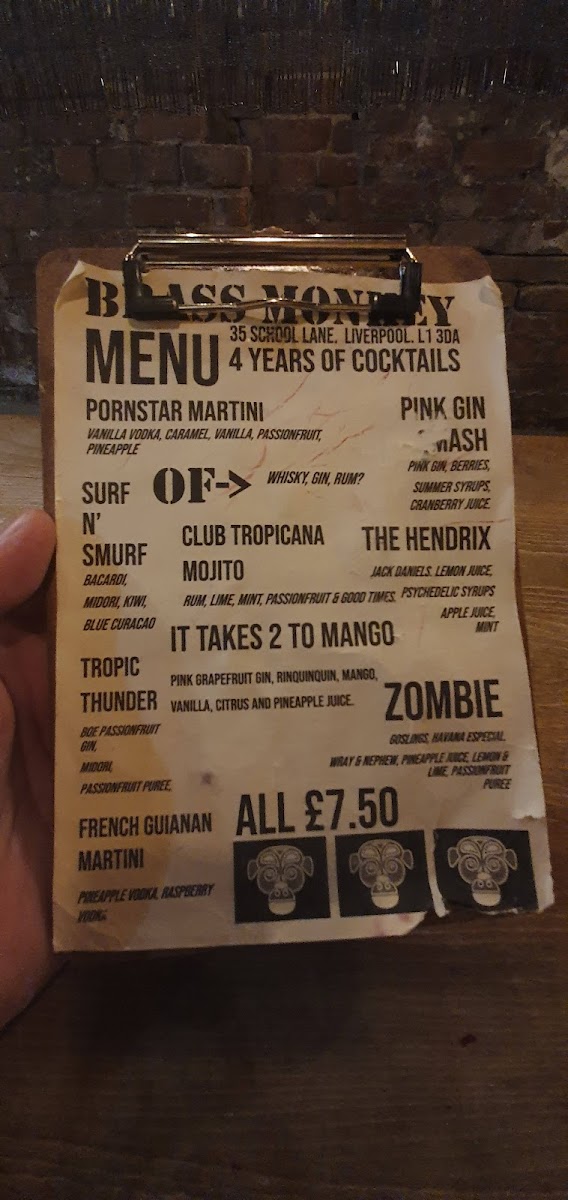 BRASS MONKEY
35 SCHOOL LANE, LIVERPOOL. L1 3DA
MENU 4 YEARS OF COCKTAILS
PORNSTAR MARTINI
VANILLA VODKA, CARAMEL, VANILLA, PASSIONFRUIT,
PINEAPPLE
PINK GIN
PINK GIN, BERRIES,
SUMMER SYRUPS,
CRANBERRY JUICE.
OF-> WHISKY, GIN, RUM?
SURF
N'
SMURF
BACARDI,
MIDORI, KIWI,
BLUE CURACAO
CLUB TROPICANA
MOJITO
RUM, LIME, MINT, PASSIONFRUIT & GOOD TIMES.
THE HENDRIX
JACK DANIELS. LEMON JUICE,
PSYCHEDELIC SYRUPS
APPLE JUICE,
MINT
IT TAKES 2 TO MANGO
PINK GRAPEFRUIT GIN, RINQUINQUIN, MANGO,
VANILLA, CITRUS AND PINEAPPLE JUICE.
TROPIC
THUNDER
BOE PASSIONFRUIT
GIN,
MIDORI,
PASSIONFRUIT PUREE,
ZOMBIE
GOSLINGS, HAVANA ESPECIAL,
WRAY & NEPHEW, PINEAPPLE JUICE, LEMON &
LIME, PASSIONFRUIT
PUREE
FRENCH GUIANAN
MARTINI
PINEAPPLE VODKA, RASPBERRY
VODKA
ALL £7.50